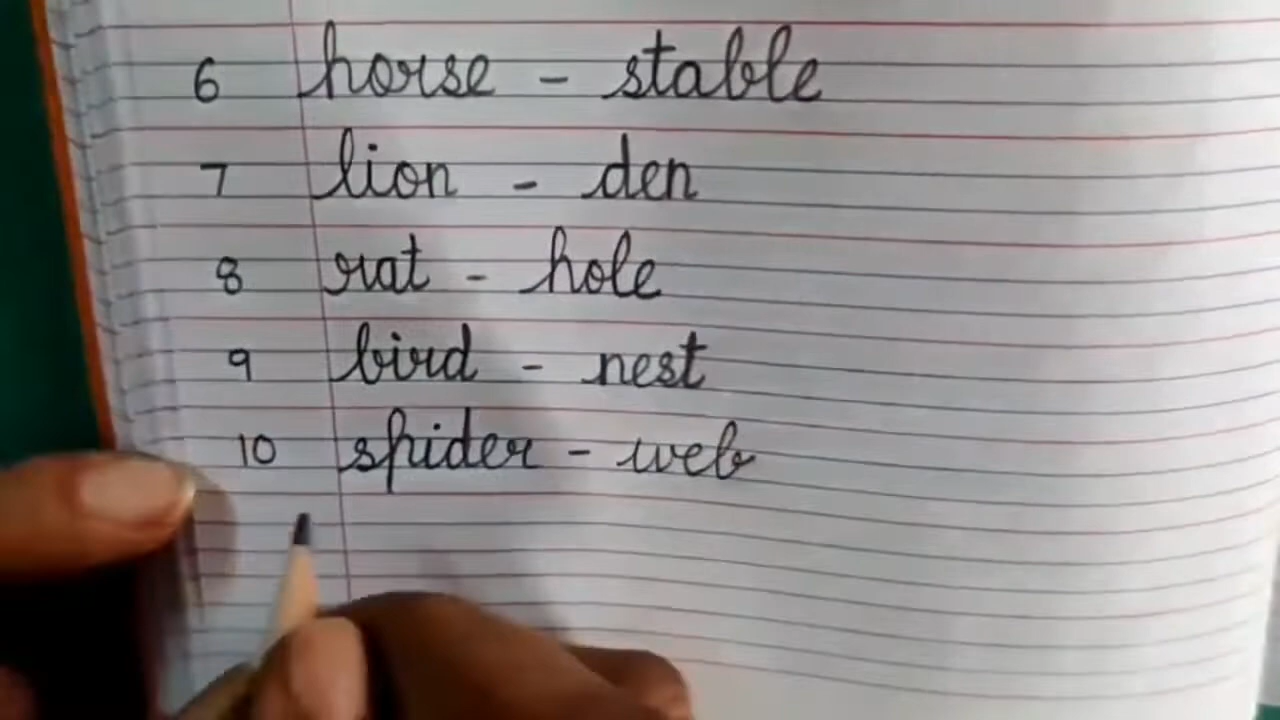 6 horse - stable
7 lion - den
8 rat - hole
9 bird - nest
10 spider - web